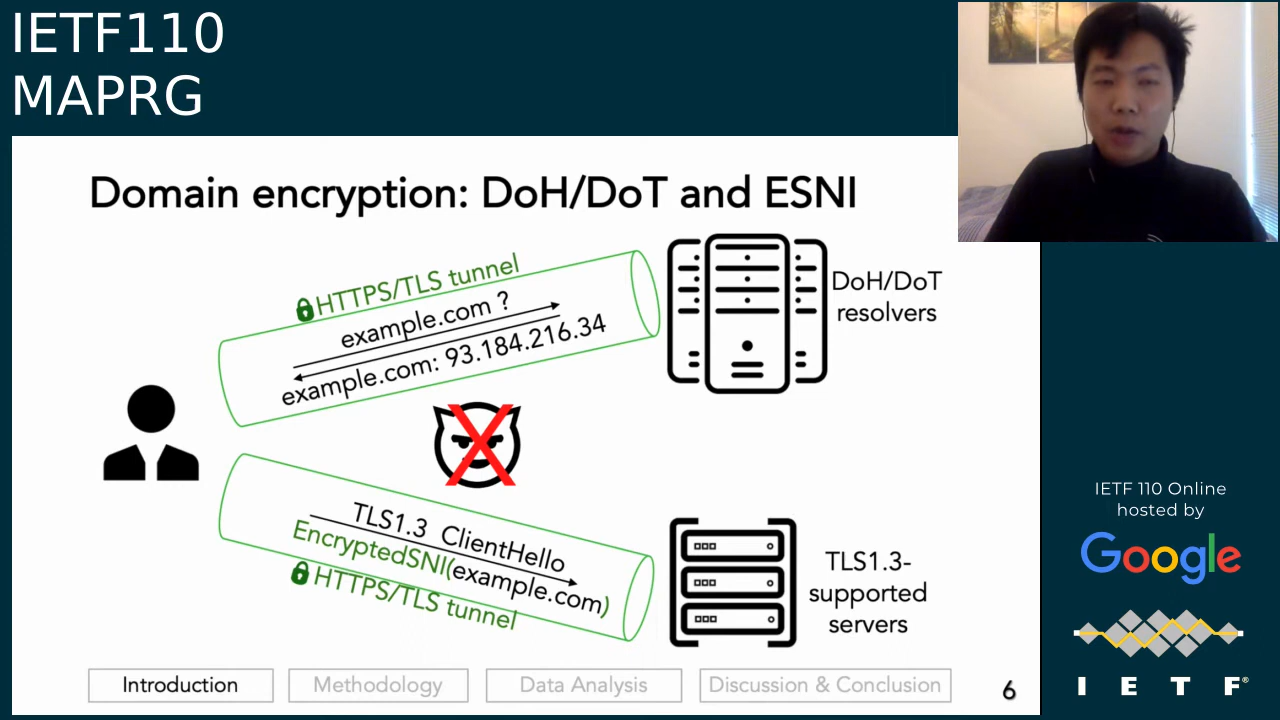 IETF110
MAPRG
Domain encryption: DoH/DoT and ESNI
HTTPS/TLS tunnel
example.com ?
example.com: 93.184.216.34
DoH/DoT
resolvers
TLS1.3 ClientHello
EncryptedSNI(example.com)
HTTPS/TLS tunnel
TLS1.3-
supported
servers
Introduction
Methodology
Data Analysis
Discussion & Conclusion
6
IETF 110 Online
hosted by
Google
I E T F®